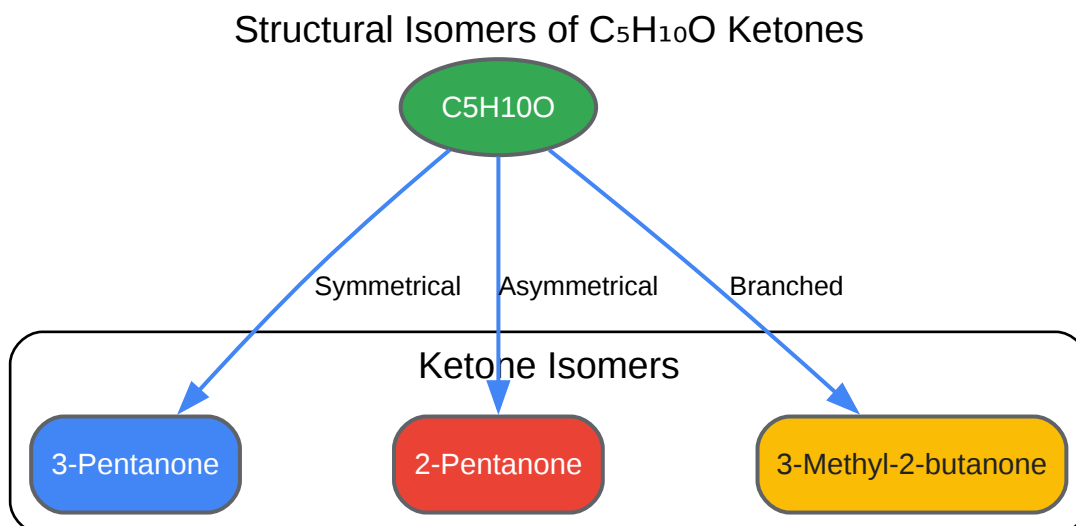 Structural Isomers of C₅H₁₀O Ketones
C5H10O
Symmetrical
Asymmetrical
Branched
Ketone Isomers
3-Pentanone
2-Pentanone
3-Methyl-2-butanone